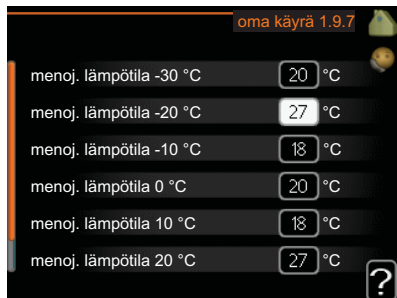 oma käyrä 1.9.7
menoj. lämpötila -30 °C 20 °C
menoj. lämpötila -20 °C 27 °C
menoj. lämpötila -10 °C 18 °C
menoj. lämpötila 0 °C 20 °C
menoj. lämpötila 10 °C 18 °C
menoj. lämpötila 20 °C 27 °C
?